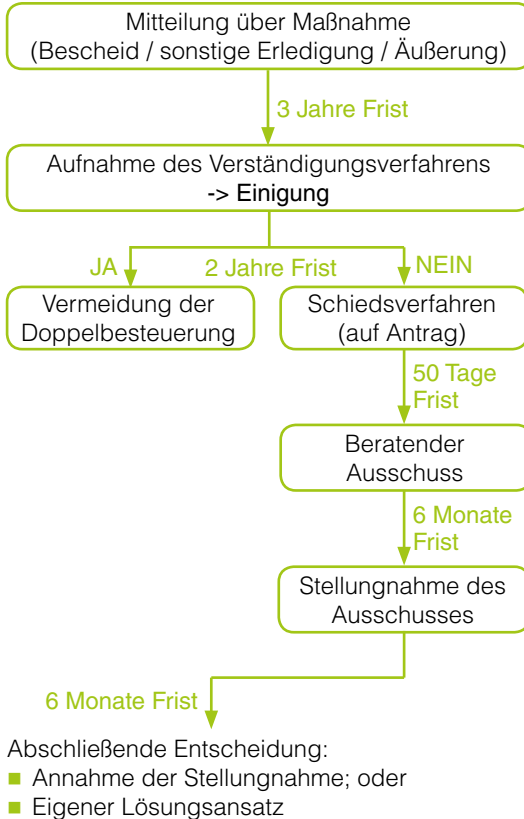 Mitteilung über Maßnahme
(Bescheid / sonstige Erledigung / Äußerung)
3 Jahre Frist
Aufnahme des Verständigungsverfahrens
-> Einigung
JA
2 Jahre Frist
NEIN
Vermeidung der
Doppelbesteuerung
Schiedsverfahren
(auf Antrag)
50 Tage
Frist
Beratender
Ausschuss
6 Monate
Frist
Stellungnahme des
Ausschusses
6 Monate Frist
Abschließende Entscheidung:
■ Annahme der Stellungnahme; oder
■ Eigener Lösungsansatz